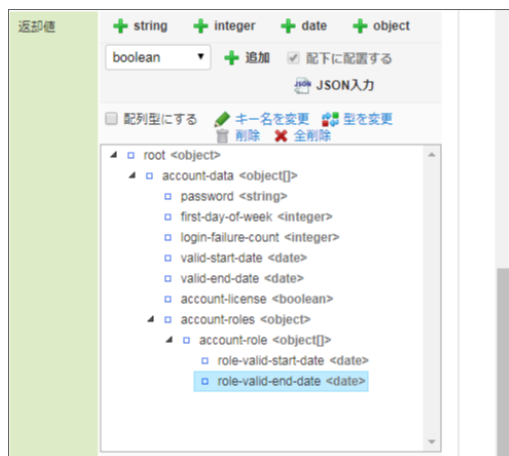 返却値
string integer date object
boolean 追加 配下に配置する
JSON JSON入力
配列型にする キー名を変更 型を変更
削除 全削除
root <object>
account-data <object[]>
password <string>
first-day-of-week <integer>
login-failure-count <integer>
valid-start-date <date>
valid-end-date <date>
account-license <boolean>
account-roles <object>
account-role <object[]>
role-valid-start-date <date>
role-valid-end-date <date>